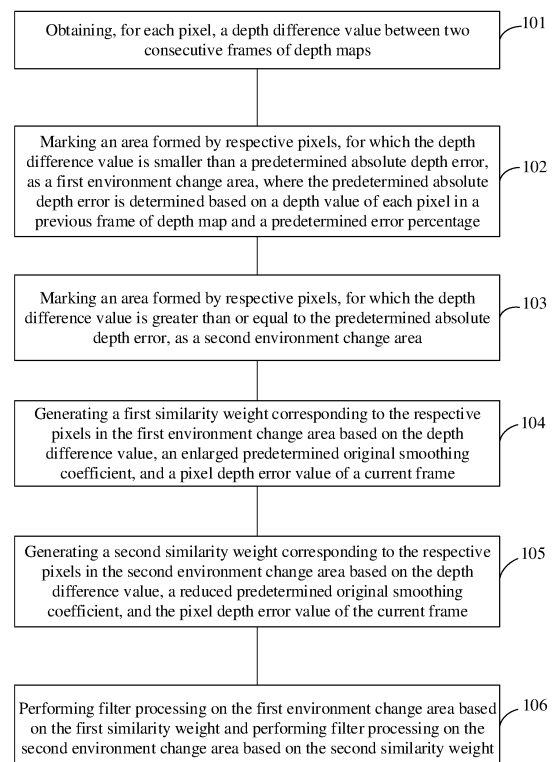 Obtaining, for each pixel, a depth difference value between two
consecutive frames of depth maps
101
Marking an area formed by respective pixels, for which the depth
difference value is smaller than a predetermined absolute depth error,
as a first environment change area, where the predetermined absolute
depth error is determined based on a depth value of each pixel in a
previous frame of depth map and a predetermined error percentage
102
Marking an area formed by respective pixels, for which the depth
difference value is greater than or equal to the predetermined absolute
depth error, as a second environment change area
103
Generating a first similarity weight corresponding to the respective
pixels in the first environment change area based on the depth
difference value, an enlarged predetermined original smoothing
coefficient, and a pixel depth error value of a current frame
104
Generating a second similarity weight corresponding to the respective
pixels in the second environment change area based on the depth
difference value, a reduced predetermined original smoothing
coefficient, and the pixel depth error value of the current frame
105
Performing filter processing on the first environment change area based
on the first similarity weight and performing filter processing on the
second environment change area based on the second similarity weight
106